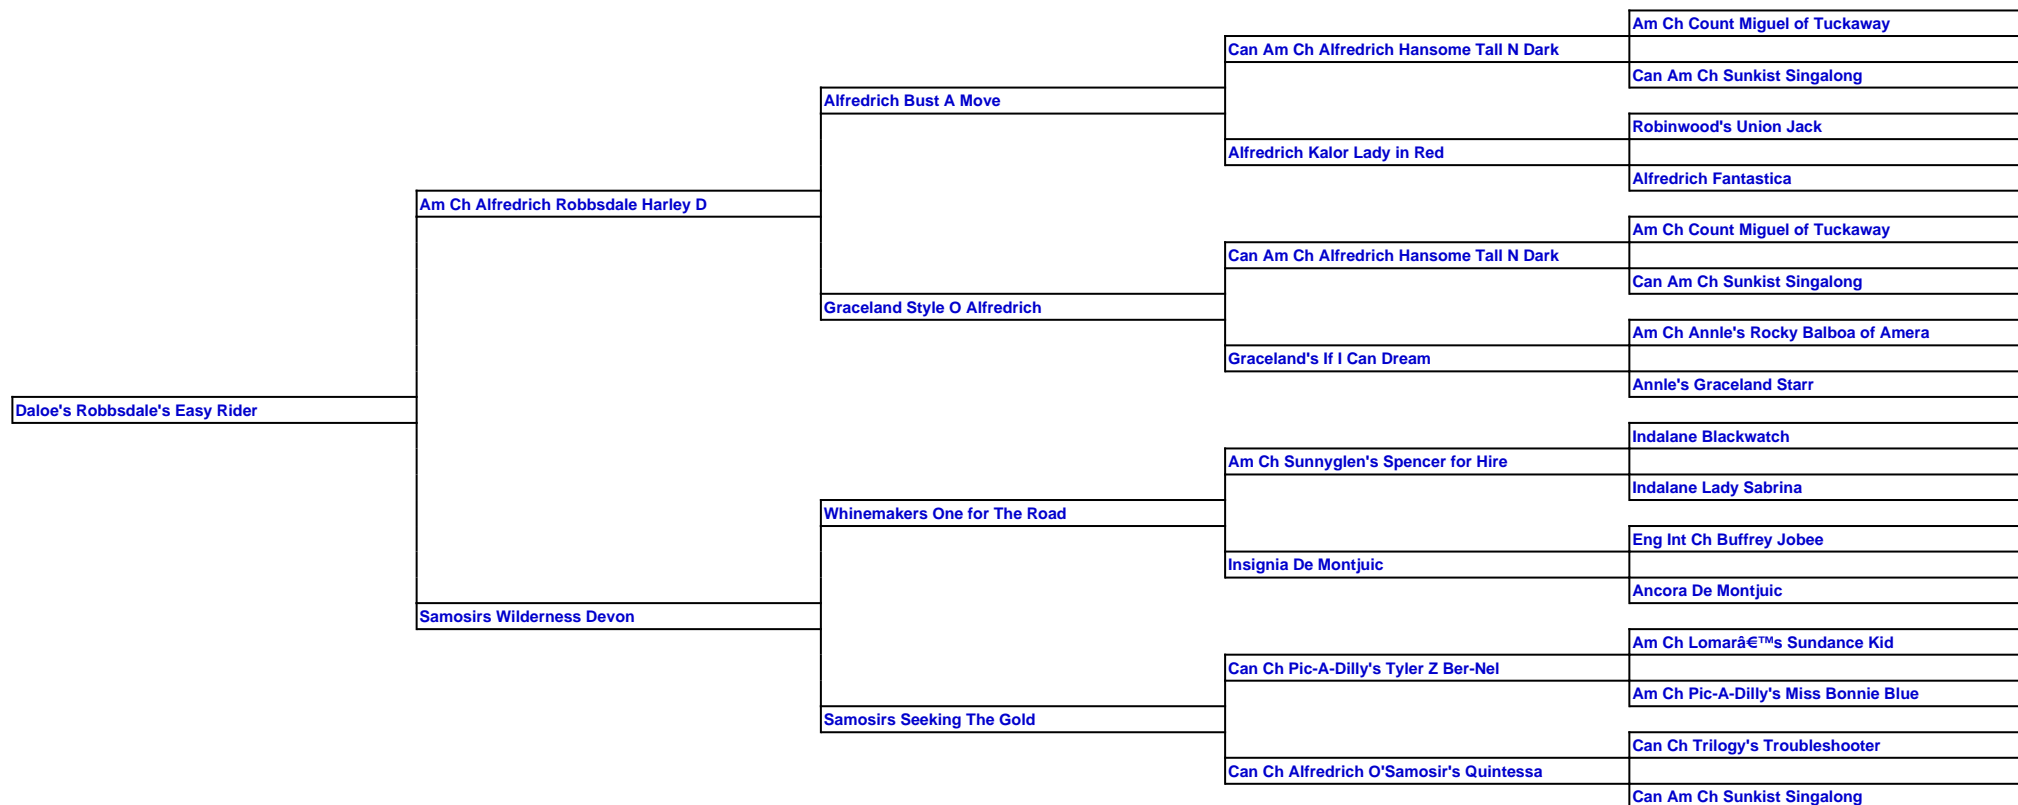 Am Ch Count Miguel of Tuckaway
Can Am Ch Alfredrich Hansome Tall N Dark
Can Am Ch Sunkist Singalong
Alfredrich Bust A Move
Robinwood's Union Jack
Alfredrich Kalor Lady in Red
Alfredrich Fantastica
Am Ch Alfredrich Robbsdale Harley D
Am Ch Count Miguel of Tuckaway
Can Am Ch Alfredrich Hansome Tall N Dark
Can Am Ch Sunkist Singalong
Graceland Style O Alfredrich
Am Ch Annle's Rocky Balboa of Amera
Graceland's If I Can Dream
Annle's Graceland Starr
Daloe's Robbsdale's Easy Rider
Indalane Blackwatch
Am Ch Sunnyglen's Spencer for Hire
Indalane Lady Sabrina
Whinemakers One for The Road
Eng Int Ch Buffrey Jobee
Insignia De Montjuic
Ancora De Montjuic
Samosirs Wilderness Devon
Am Ch Lomarâ€™s Sundance Kid
Can Ch Pic-A-Dilly's Tyler Z Ber-Nel
Am Ch Pic-A-Dilly's Miss Bonnie Blue
Samosirs Seeking The Gold
Can Ch Trilogy's Troubleshooter
Can Ch Alfredrich O'Samosir's Quintessa
Can Am Ch Sunkist Singalong